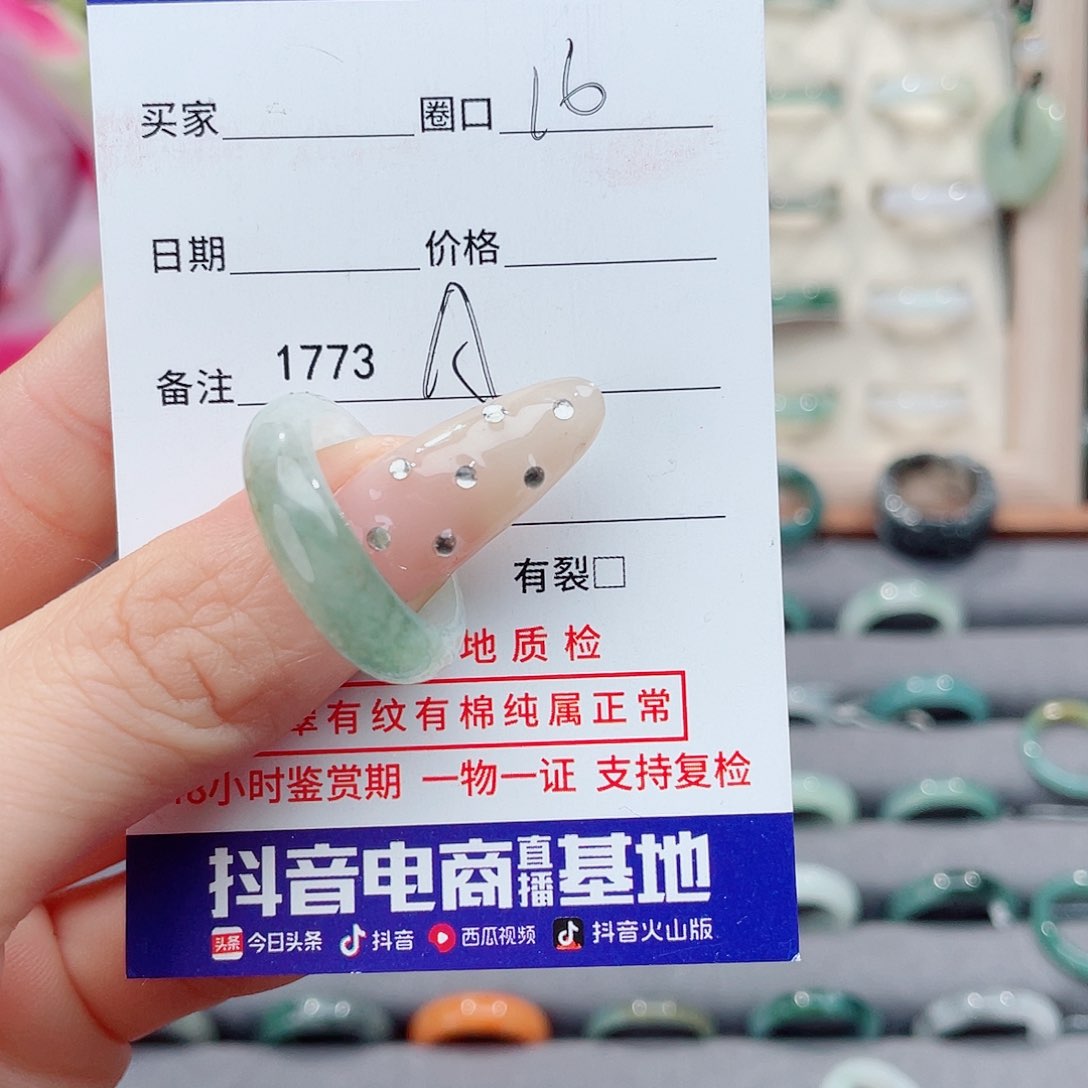 买家 圈口 16
日期 价格
备注 1773 A
有裂□
地质检
有纹有棉纯属正常
8小时鉴赏期 一物一证 支持复检
抖音电商直播基地
头条 今日头条 抖音 西瓜视频 抖音火山版